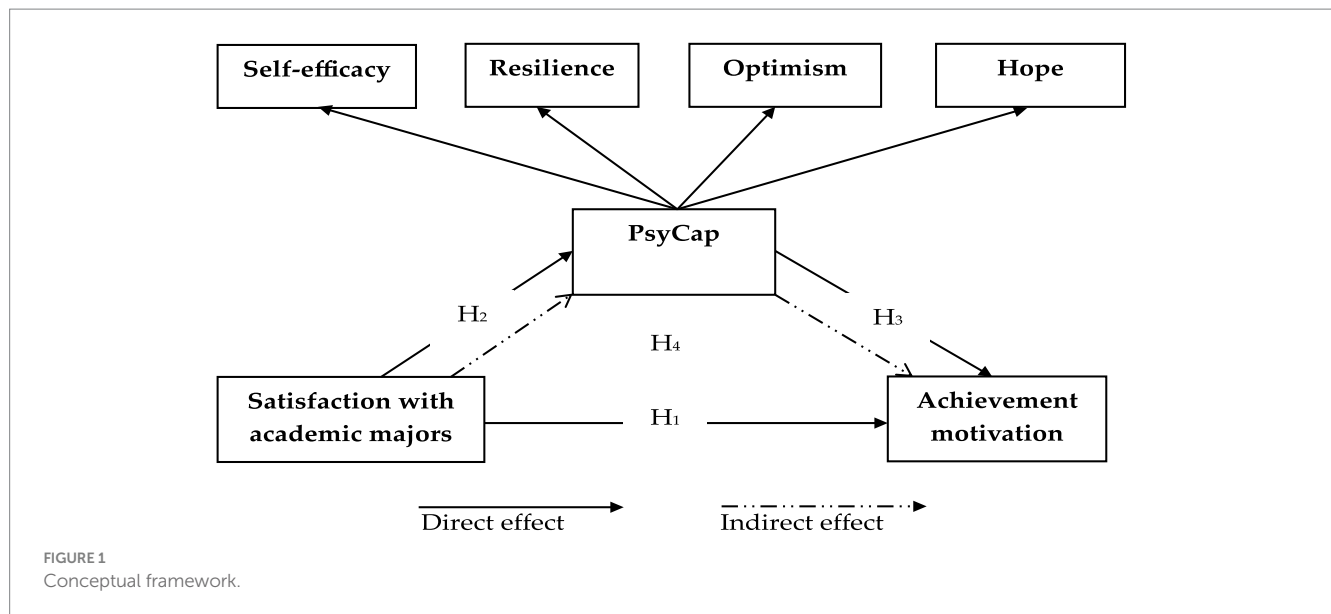 Self-efficacy
Resilience
Optimism
Hope
PsyCap
H₂
H₃
H₄
Satisfaction with
academic majors
H₁
Achievement
motivation
Direct effect
Indirect effect
FIGURE 1
Conceptual framework.